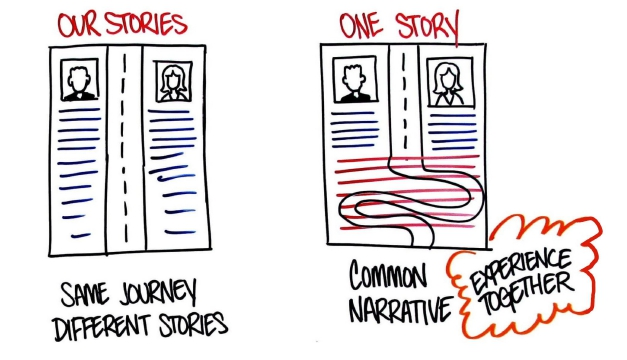 OUR STORIES
SAME JOURNEY
DIFFERENT STORIES
ONE STORY
COMMON
NARRATIVE
EXPERIENCE
TOGETHER